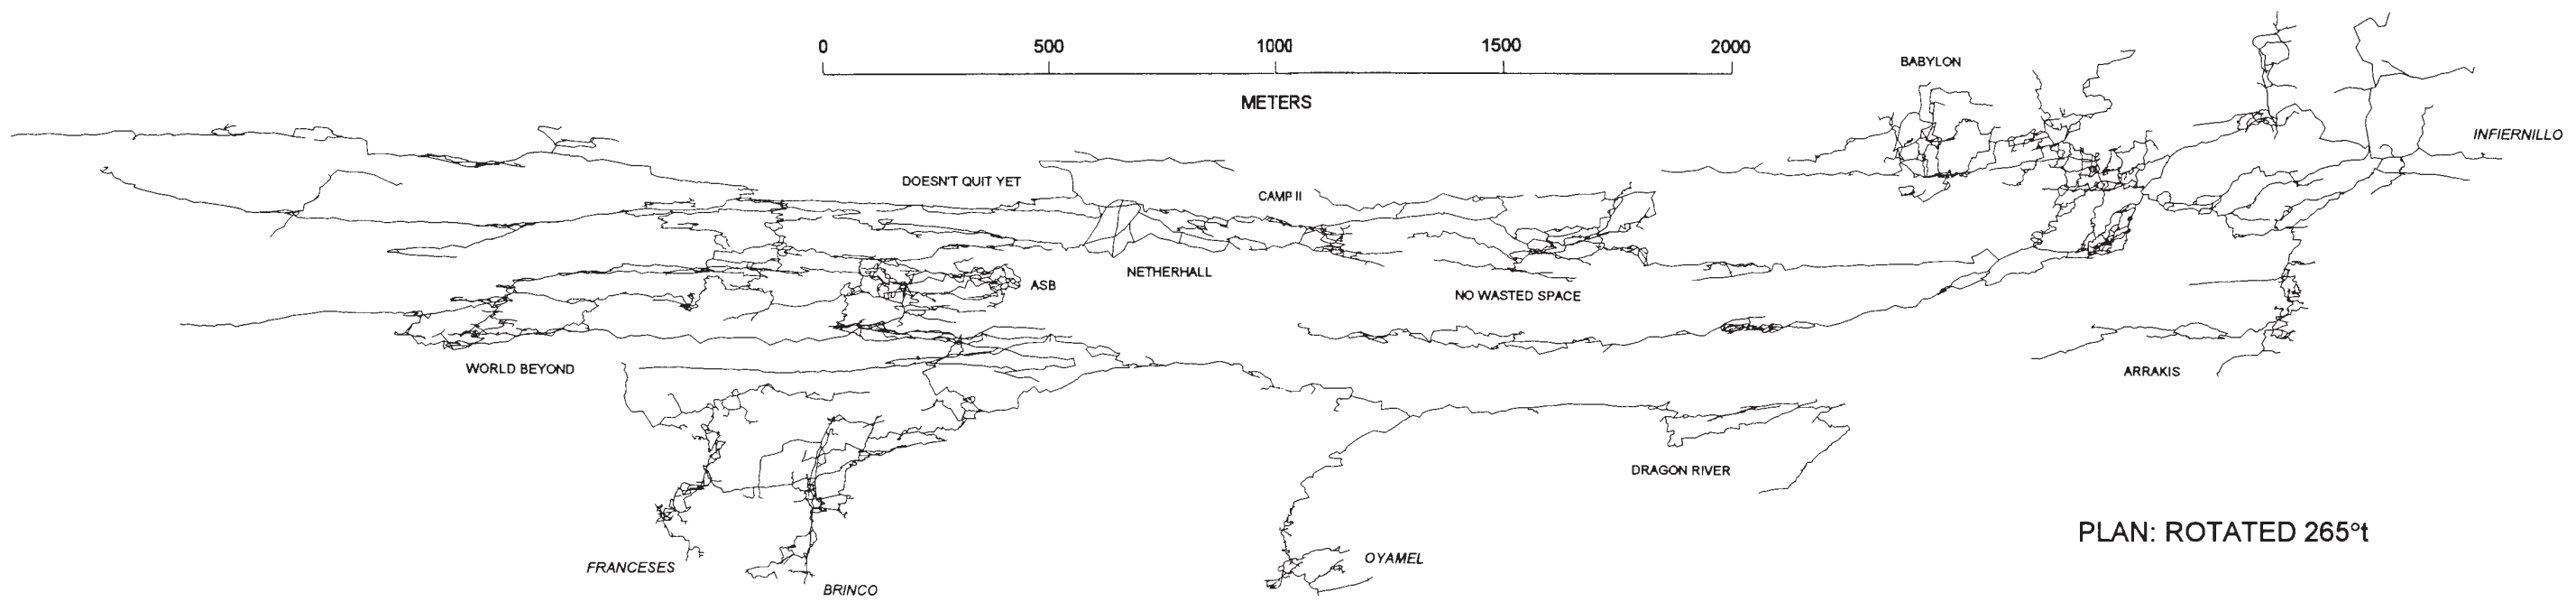 0 500 1000 1500 2000
METERS
BABYLON
INFIERNILLO
DOESN'T QUIT YET
CAMP II
NETHERHALL
ASB
NO WASTED SPACE
WORLD BEYOND
ARRAKIS
DRAGON RIVER
PLAN: ROTATED 265°t
OYAMEL
FRANCESES
BRINCO